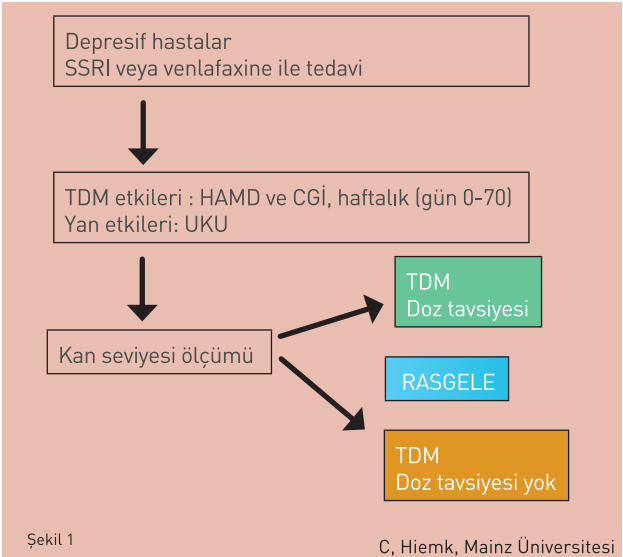 Depresif hastalar
SSRI veya venlafaxine ile tedavi
TDM etkileri : HAMD ve CGİ, haftalık (gün 0-70)
Yan etkileri: UKU
Kan seviyesi ölçümü
TDM
Doz tavsiyesi
RASGELE
TDM
Doz tavsiyesi yok
Şekil 1
C, Hiemk, Mainz Üniversitesi